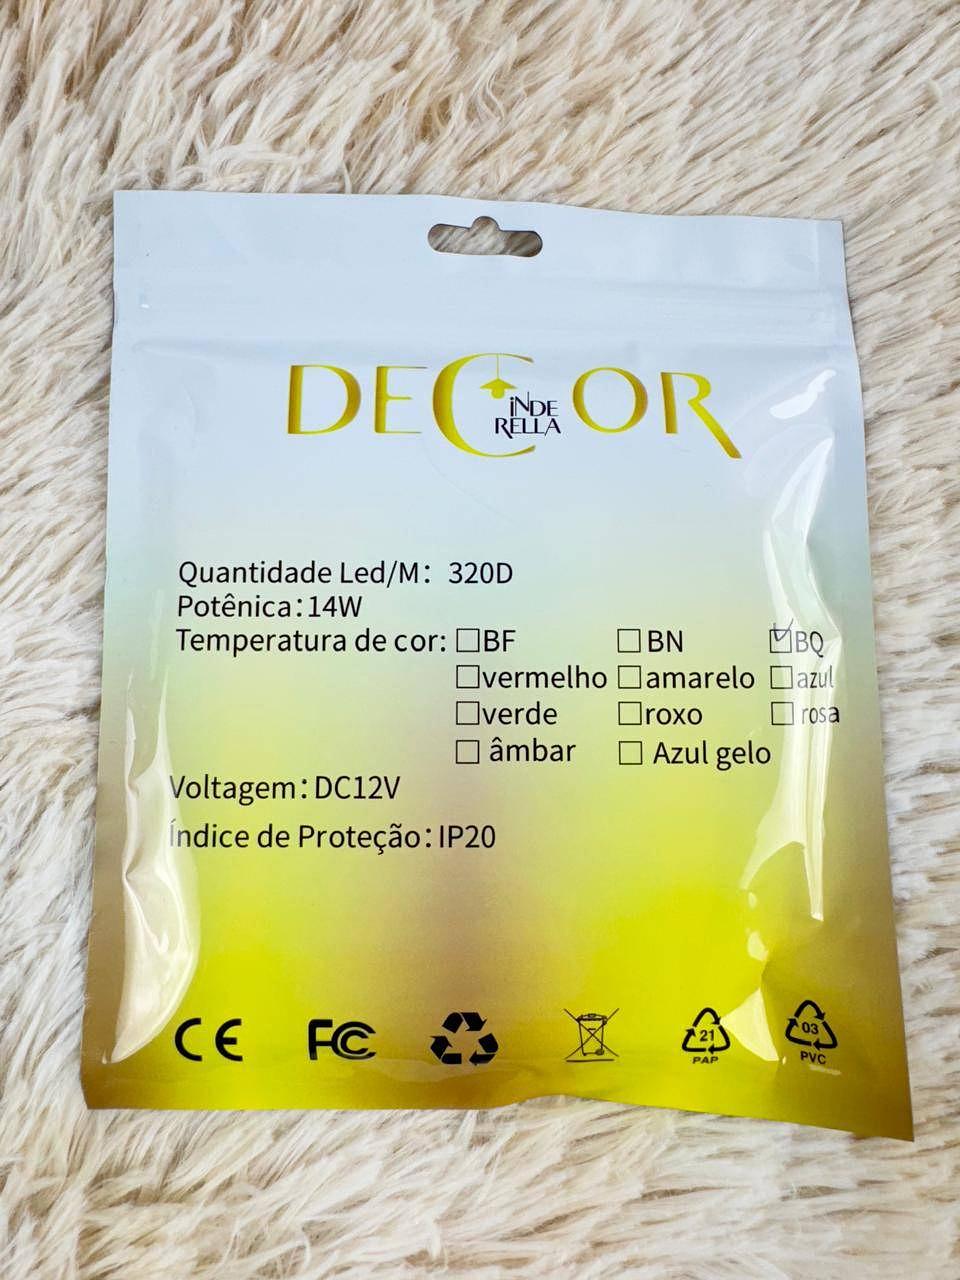 DECOR
INDE
RELLA
Quantidade Led/M: 320D
Potênica: 14W
Temperatura de cor: ☐BF ☐ BN ☑BQ
☐vermelho ☐amarelo ☐azul
☐verde ☐roxo ☐ rosa
☐ âmbar ☐ Azul gelo
Voltagem: DC12V
Índice de Proteção: IP20
CE FC
21 03
PAP PVC